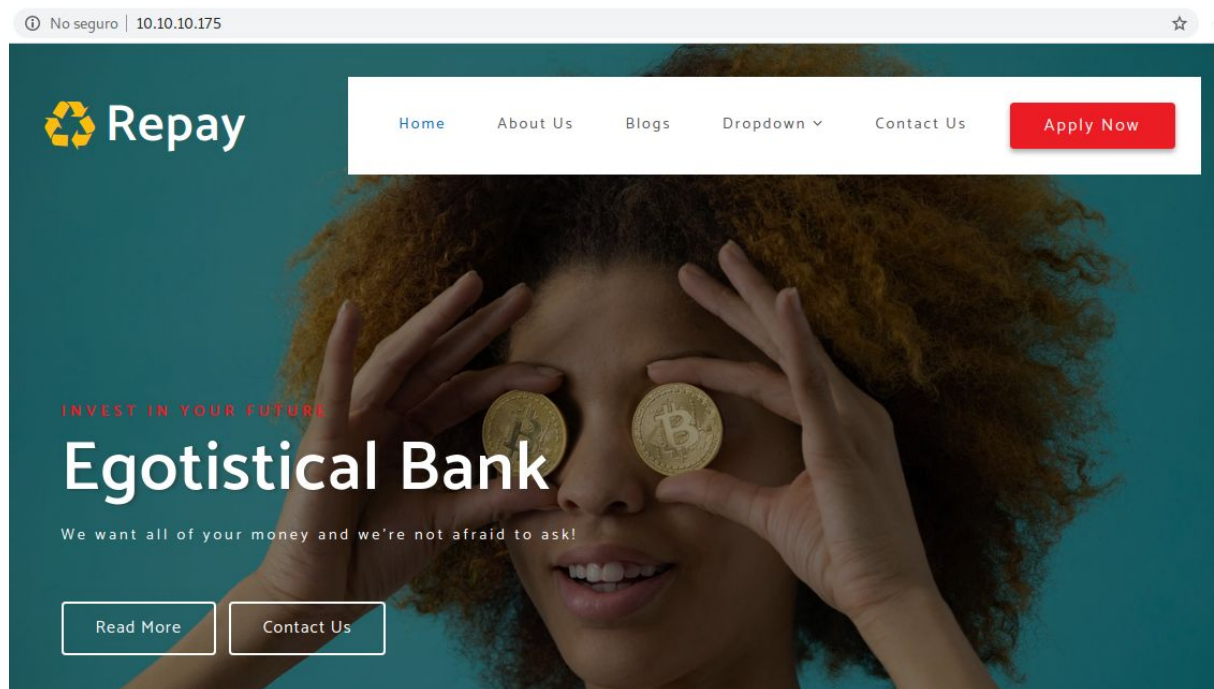 No seguro | 10.10.10.175
Repay
Home About Us Blogs Dropdown Contact Us Apply Now
INVEST IN YOUR FUTURE
Egotistical Bank
We want all of your money and we're not afraid to ask!
Read More Contact Us